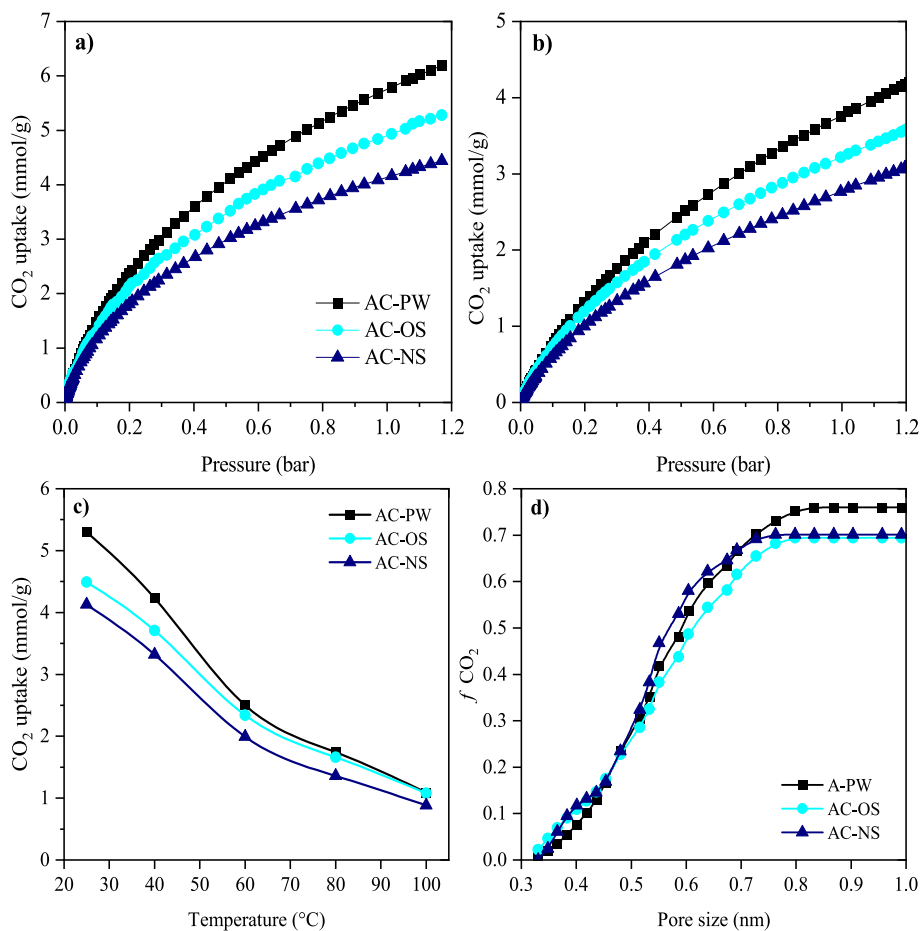 a)
CO₂ uptake (mmol/g)
7
6
5
4
3
2
1
0
0.0 0.2 0.4 0.6 0.8 1.0 1.2
Pressure (bar)
AC-PW
AC-OS
AC-NS
b)
CO₂ uptake (mmol/g)
5
4
3
2
1
0
0.0 0.2 0.4 0.6 0.8 1.0 1.2
Pressure (bar)
c)
CO₂ uptake (mmol/g)
6
5
4
3
2
1
0
20 30 40 50 60 70 80 90 100
Temperature (°C)
AC-PW
AC-OS
AC-NS
d)
f CO₂
0.8
0.7
0.6
0.5
0.4
0.3
0.2
0.1
0.0
0.3 0.4 0.5 0.6 0.7 0.8 0.9 1.0
Pore size (nm)
A-PW
AC-OS
AC-NS